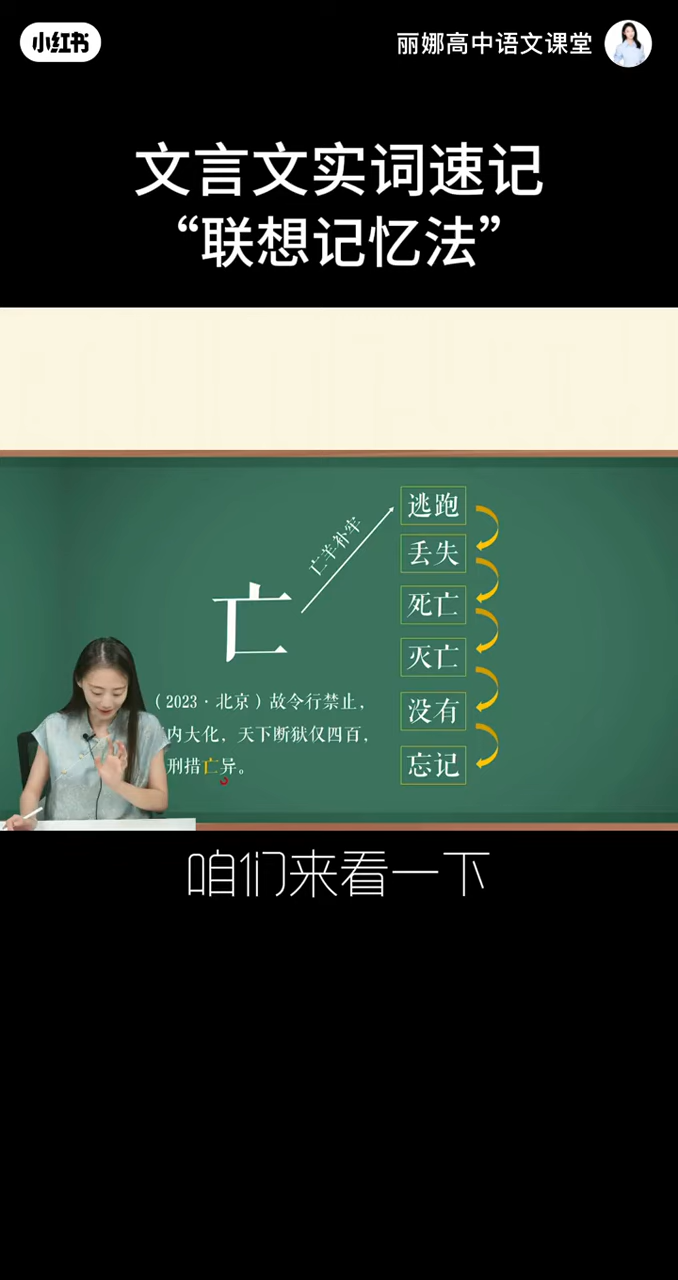 小红书
丽娜高中语文课堂
文言文实词速记
“联想记忆法”
逃跑
亡羊补牢
丢失
亡
死亡
灭亡
（2023·北京）故令行禁止，
内大化，天下断狱仅四百，
没有
刑措亡异。
忘记
咱们来看一下